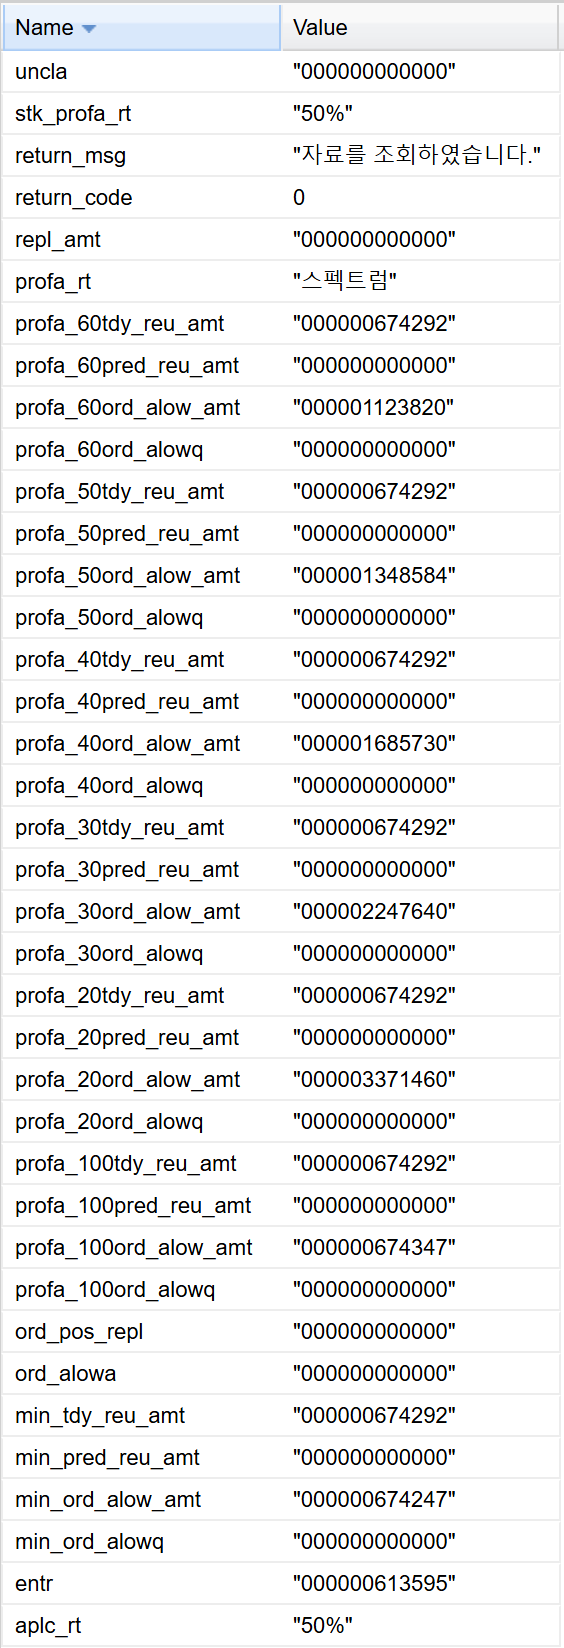 Name Value
uncla "000000000000"
stk_profa_rt "50%"
return_msg "자료를 조회하였습니다."
return_code 0
repl_amt "000000000000"
profa_rt "스펙트럼"
profa_60tdy_reu_amt "000000674292"
profa_60pred_reu_amt "000000000000"
profa_60ord_alow_amt "000001123820"
profa_60ord_alowq "000000000000"
profa_50tdy_reu_amt "000000674292"
profa_50pred_reu_amt "000000000000"
profa_50ord_alow_amt "000001348584"
profa_50ord_alowq "000000000000"
profa_40tdy_reu_amt "000000674292"
profa_40pred_reu_amt "000000000000"
profa_40ord_alow_amt "000001685730"
profa_40ord_alowq "000000000000"
profa_30tdy_reu_amt "000000674292"
profa_30pred_reu_amt "000000000000"
profa_30ord_alow_amt "000002247640"
profa_30ord_alowq "000000000000"
profa_20tdy_reu_amt "000000674292"
profa_20pred_reu_amt "000000000000"
profa_20ord_alow_amt "000003371460"
profa_20ord_alowq "000000000000"
profa_100tdy_reu_amt "000000674292"
profa_100pred_reu_amt "000000000000"
profa_100ord_alow_amt "000000674347"
profa_100ord_alowq "000000000000"
ord_pos_repl "000000000000"
ord_alowa "000000000000"
min_tdy_reu_amt "000000674292"
min_pred_reu_amt "000000000000"
min_ord_alow_amt "000000674247"
min_ord_alowq "000000000000"
entr "000000613595"
aplc_rt "50%"